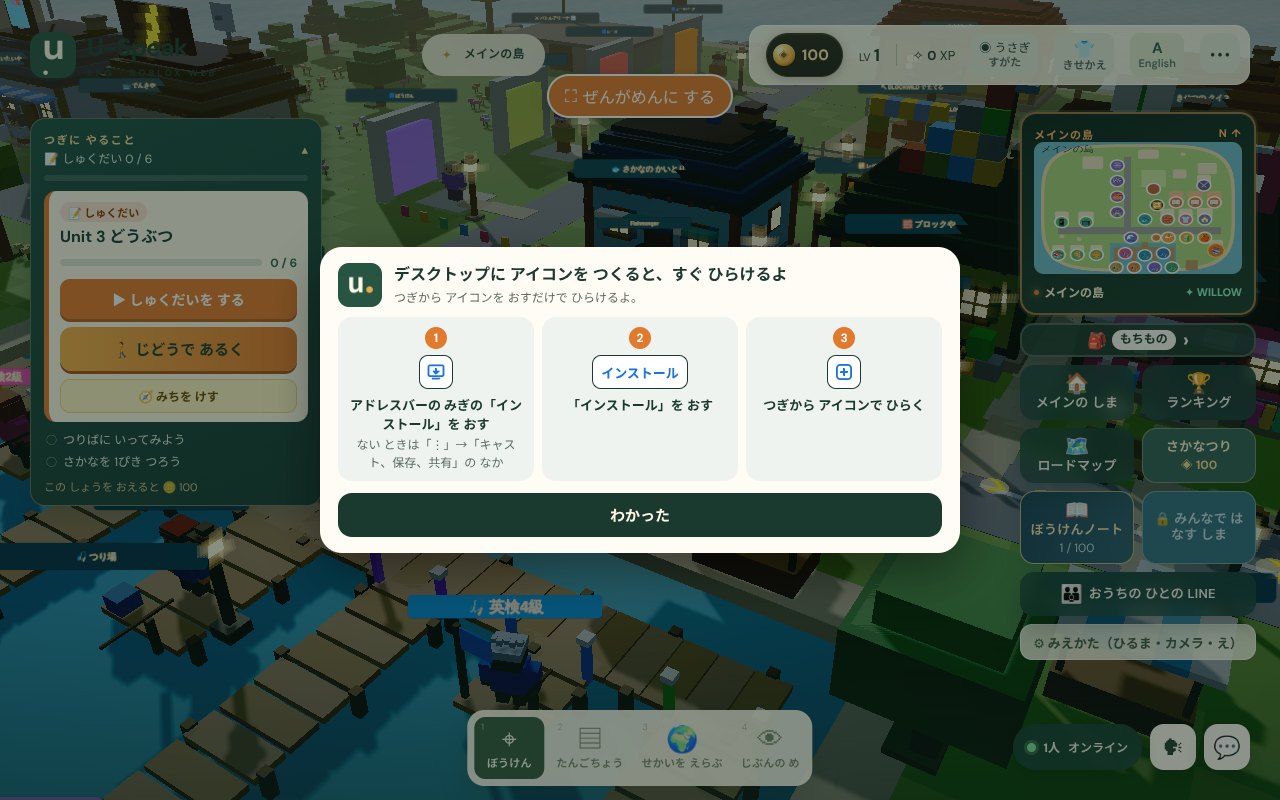 u Speak
メインの島
100
LV 1
0 XP
うさぎ
すがた
きせかえ
A
English
ぜんがめんに する
つぎに やること
しゅくだい 0 / 6
しゅくだい
Unit 3 どうぶつ
0 / 6
▶ しゅくだいを する
じどうで あるく
みちを けす
つりばに いってみよう
さかなを 1ぴき つろう
この しょうを おえると 100
メインの島
N ↑
メインの島
メインの島
WILLOW
もちもの ›
メインの しま
ランキング
ロードマップ
さかなつり
100
ぼうけんノート
1 / 100
みんなで は
なす しま
おうちの ひとの LINE
みえかた（ひるま・カメラ・え）
1人 オンライン
u.
デスクトップに アイコンを つくると、すぐ ひらけるよ
つぎから アイコンを おすだけで ひらけるよ。
1
アドレスバーの みぎの「イン
ストール」を おす
ない ときは「⋮」→「キャス
ト、保存、共有」の なか
2
インストール
「インストール」を おす
3
つぎから アイコンで ひらく
わかった
さかなの かいと
ブロックや
つり場
検2級
英検4級
1
ぼうけん
2
たんごちょう
3
せかいを えらぶ
4
じぶんの め